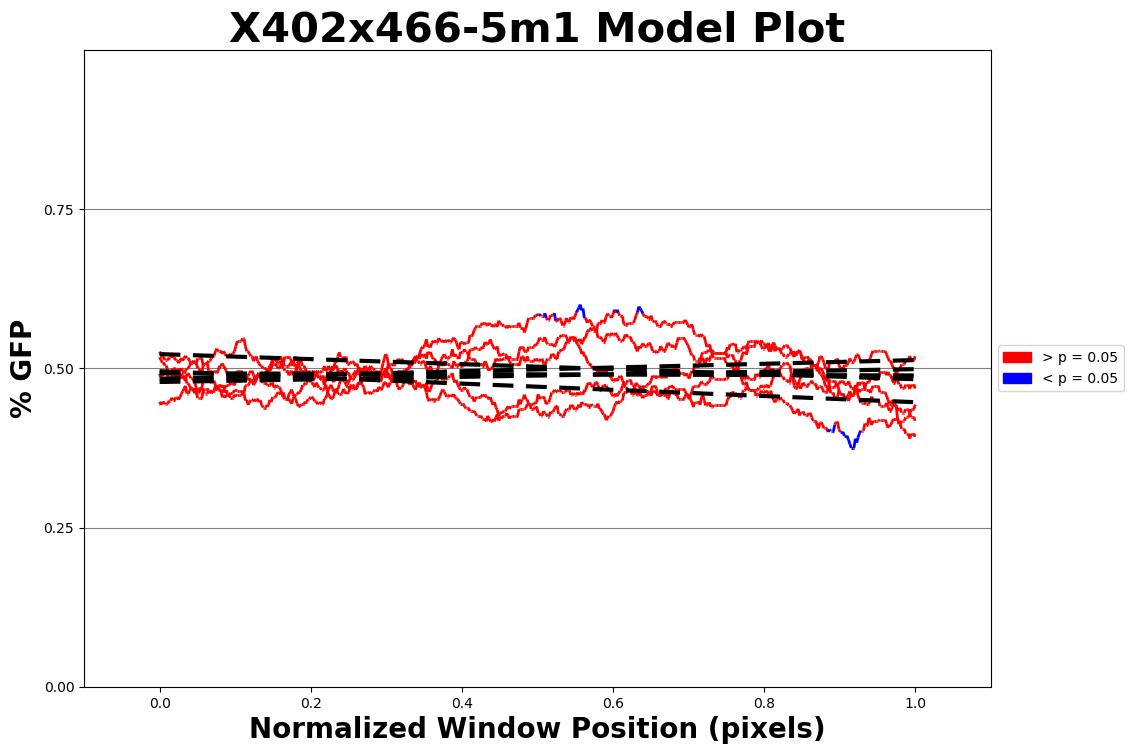 X402x466-5m1 Model Plot
% GFP
0.75
0.50
0.25
0.00
0.0 0.2 0.4 0.6 0.8 1.0
Normalized Window Position (pixels)
> p = 0.05
< p = 0.05